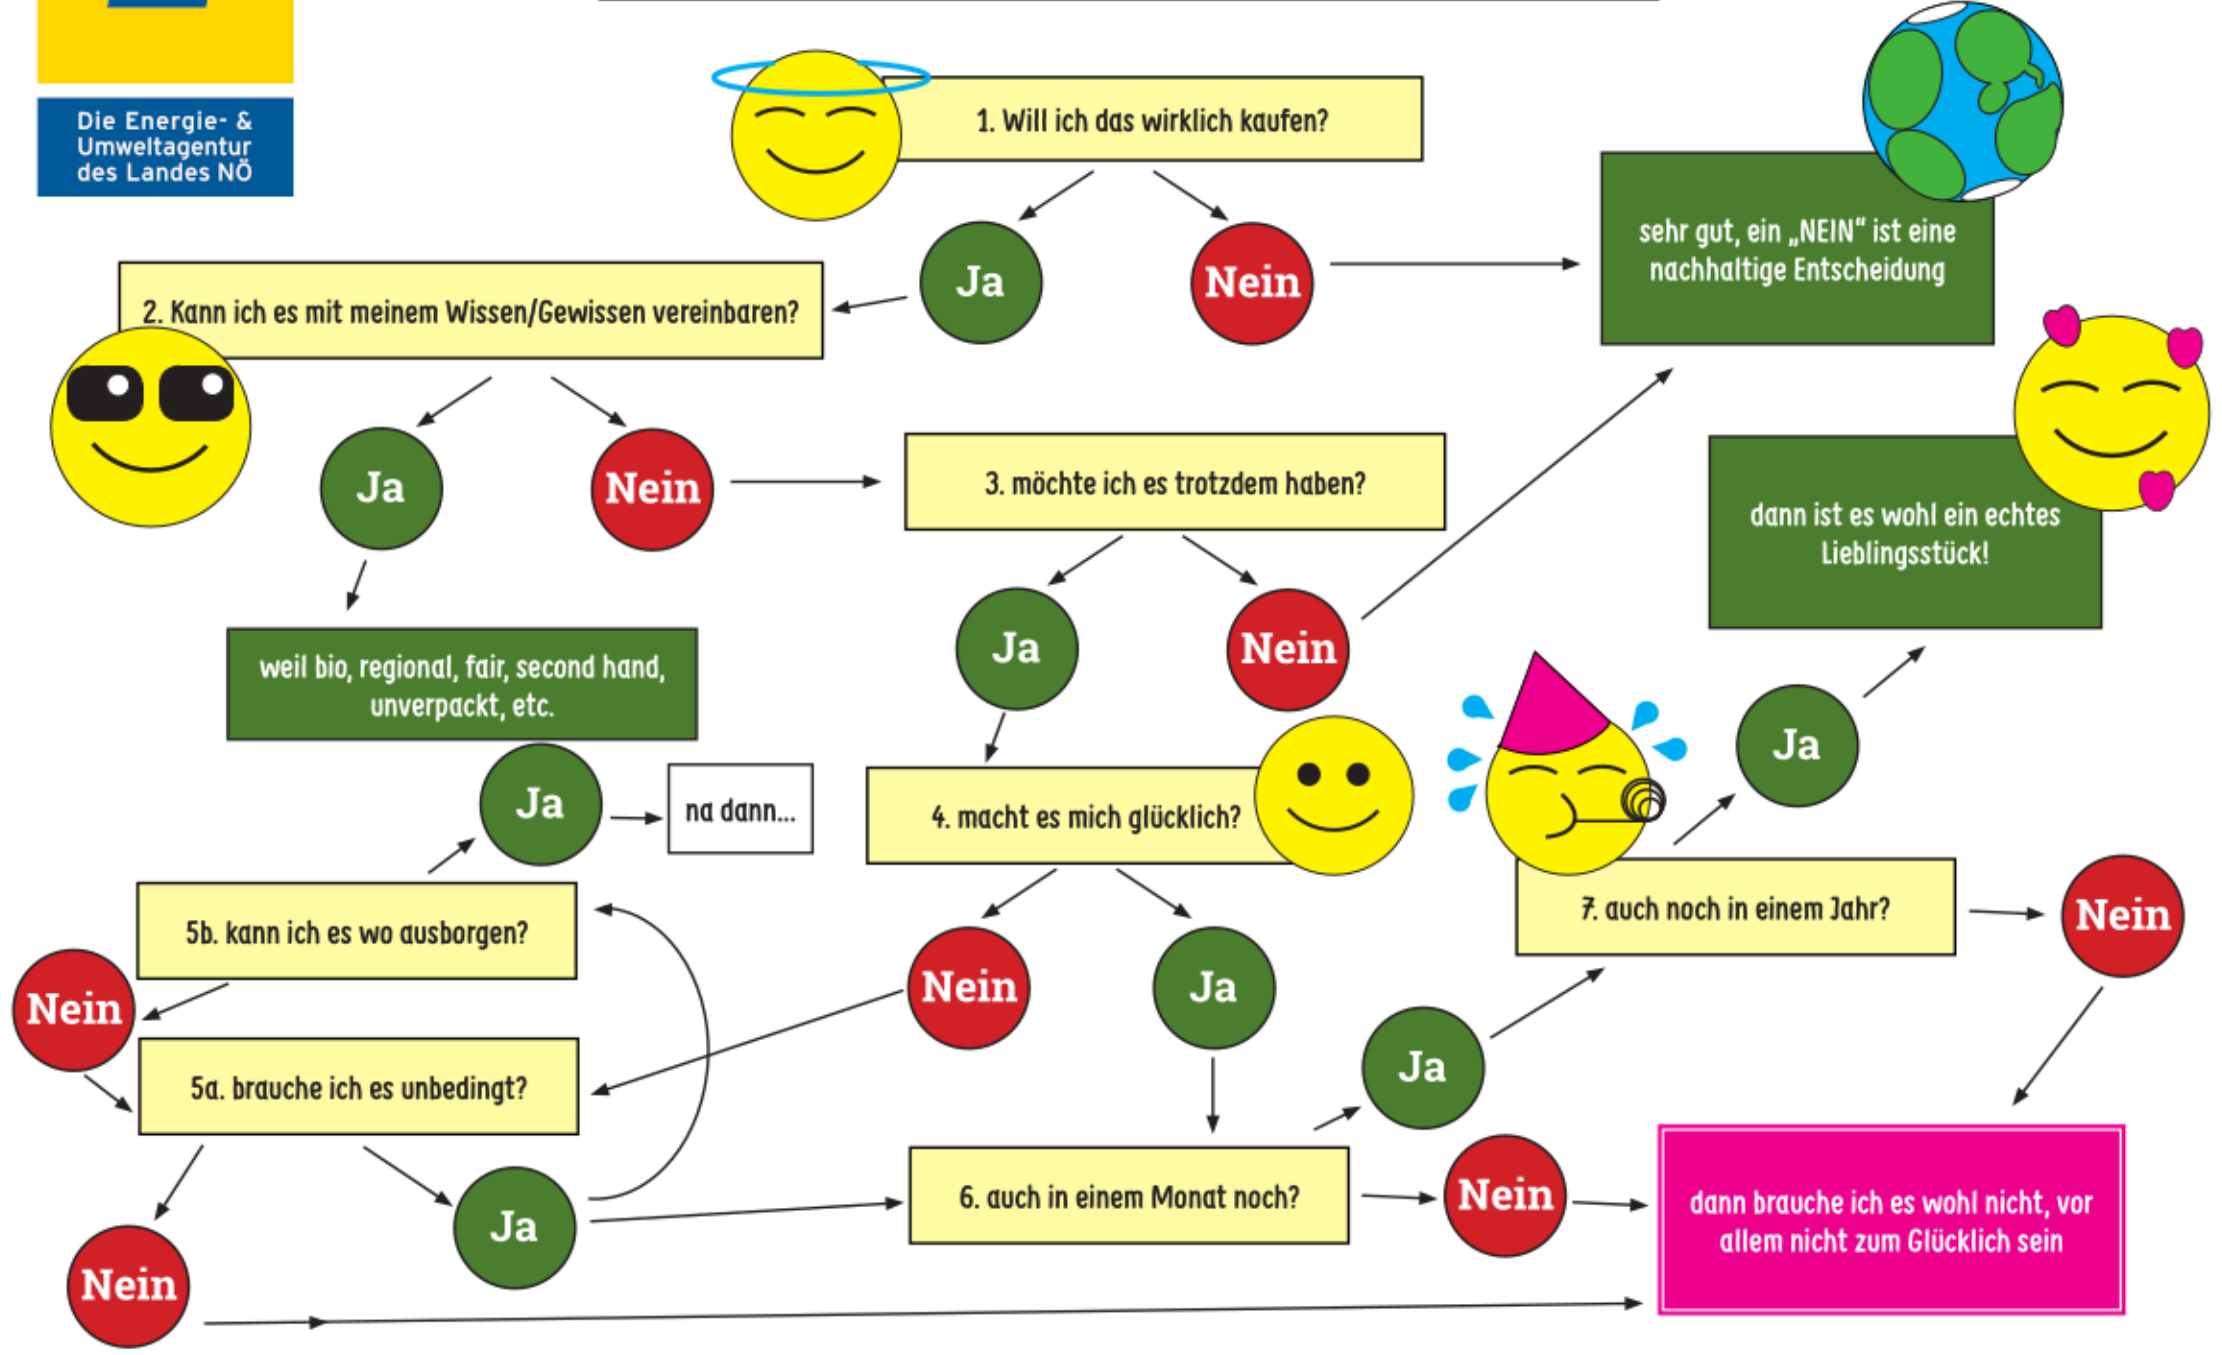 Die Energie- &
Umweltagentur
des Landes NÖ
1. Will ich das wirklich kaufen?
Ja
Nein
sehr gut, ein „NEIN“ ist eine
nachhaltige Entscheidung
2. Kann ich es mit meinem Wissen/Gewissen vereinbaren?
Ja
Nein
3. möchte ich es trotzdem haben?
dann ist es wohl ein echtes
Lieblingsstück!
Ja
Nein
weil bio, regional, fair, second hand,
unverpackt, etc.
Ja
na dann...
4. macht es mich glücklich?
Ja
5b. kann ich es wo ausborgen?
7. auch noch in einem Jahr?
Nein
Nein
Nein
Ja
5a. brauche ich es unbedingt?
Ja
6. auch in einem Monat noch?
Nein
dann brauche ich es wohl nicht, vor
allem nicht zum Glücklich sein
Ja
Nein